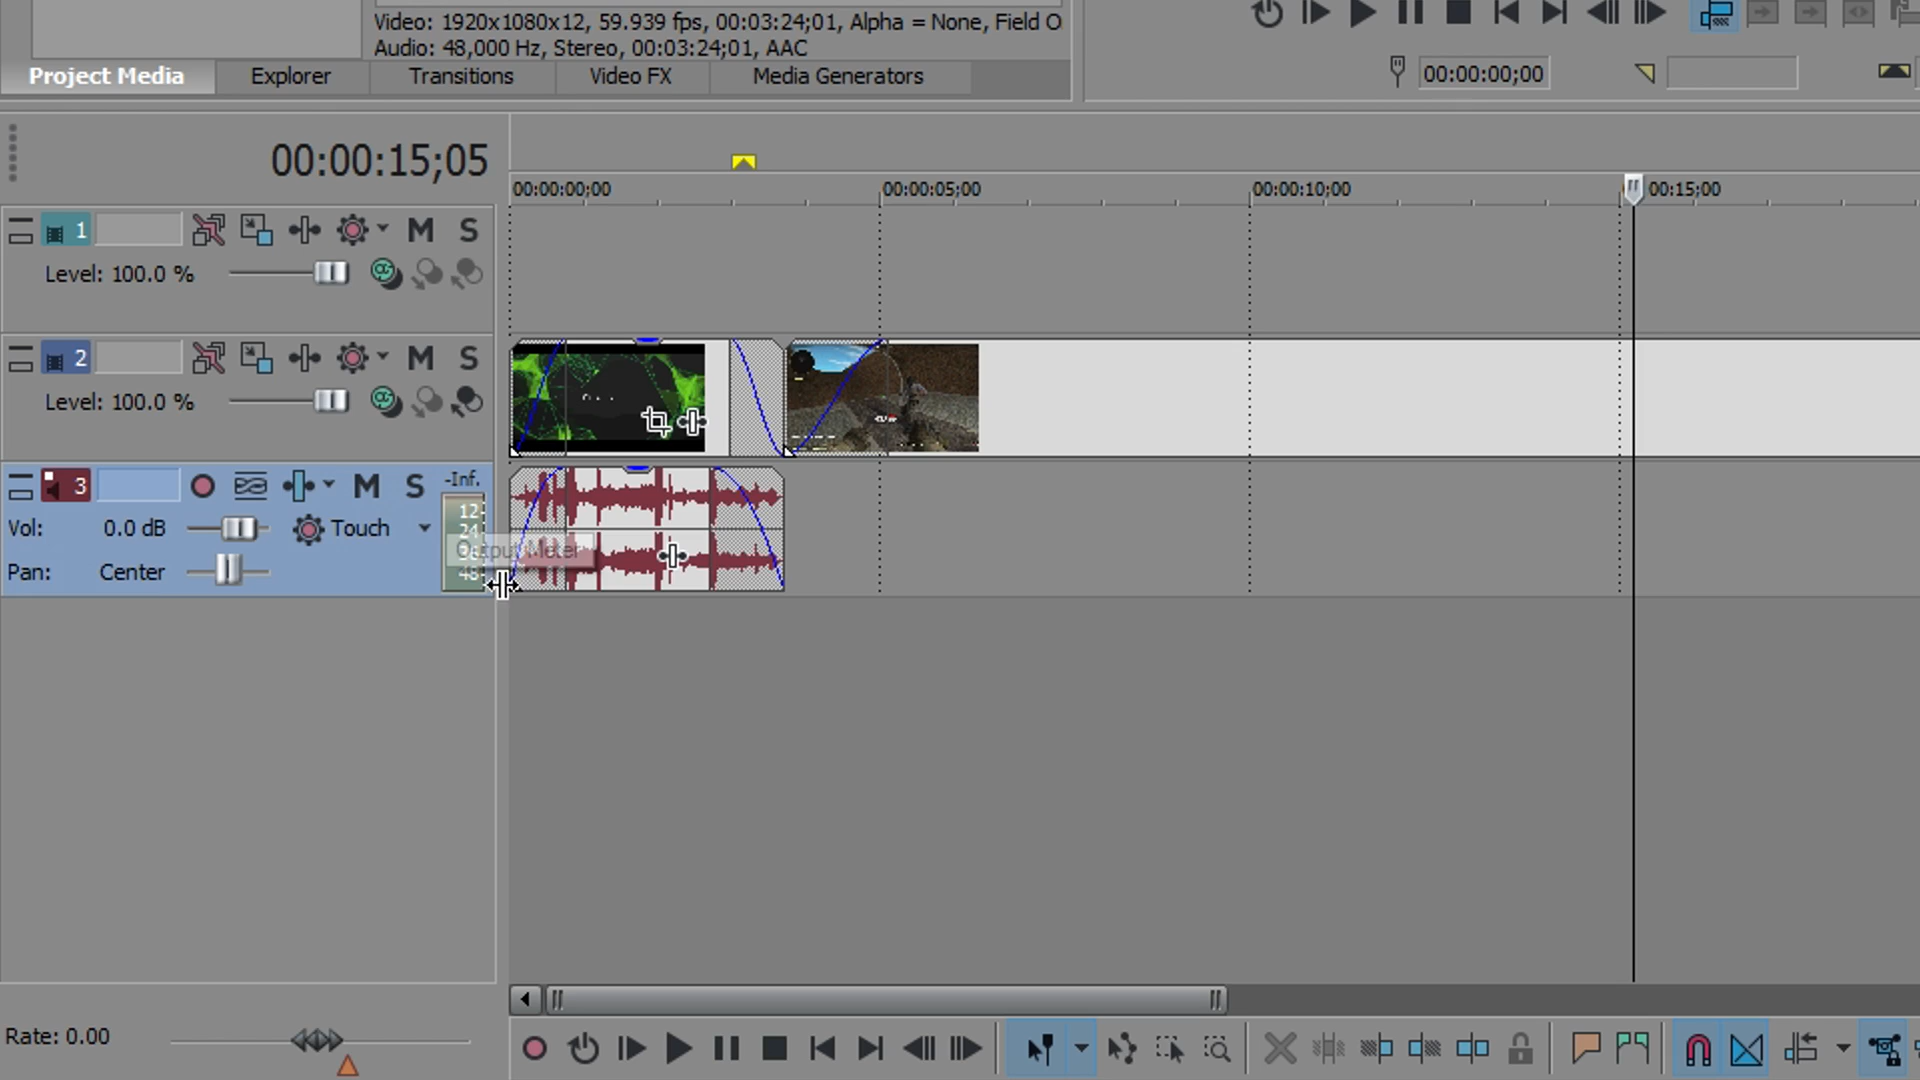 Video: 1920x1080x12, 59.939 fps, 00:03:24;01, Alpha = None, Field O
Audio: 48,000 Hz, Stereo, 00:03:24;01, AAC
Project Media Explorer Transitions Video FX Media Generators
00:00:00;00
00:00:15;05
00:00:00;00 00:00:05;00 00:00:10;00 00:15;00
1 M S
Level: 100.0 %
2 M S
Level: 100.0 %
3 M S -Inf.
12
Vol: 0.0 dB Touch 24
Output Meter
Pan: Center 48
Rate: 0.00